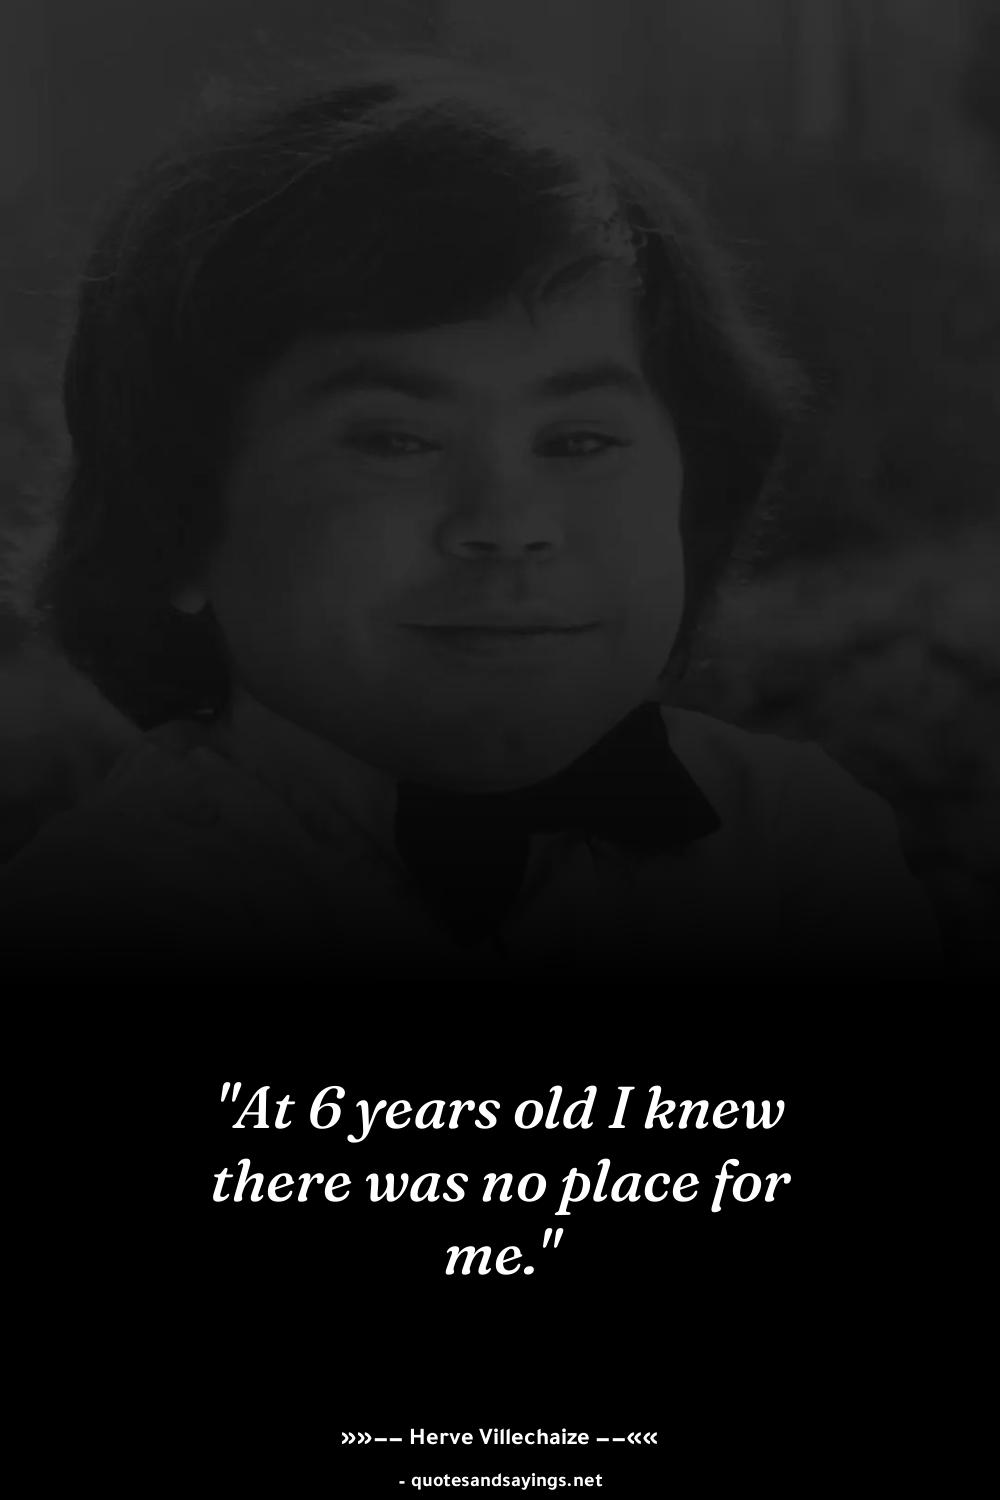 "At 6 years old I knew
there was no place for
me."
»»−− Herve Villechaize −−««
- quotesandsayings.net